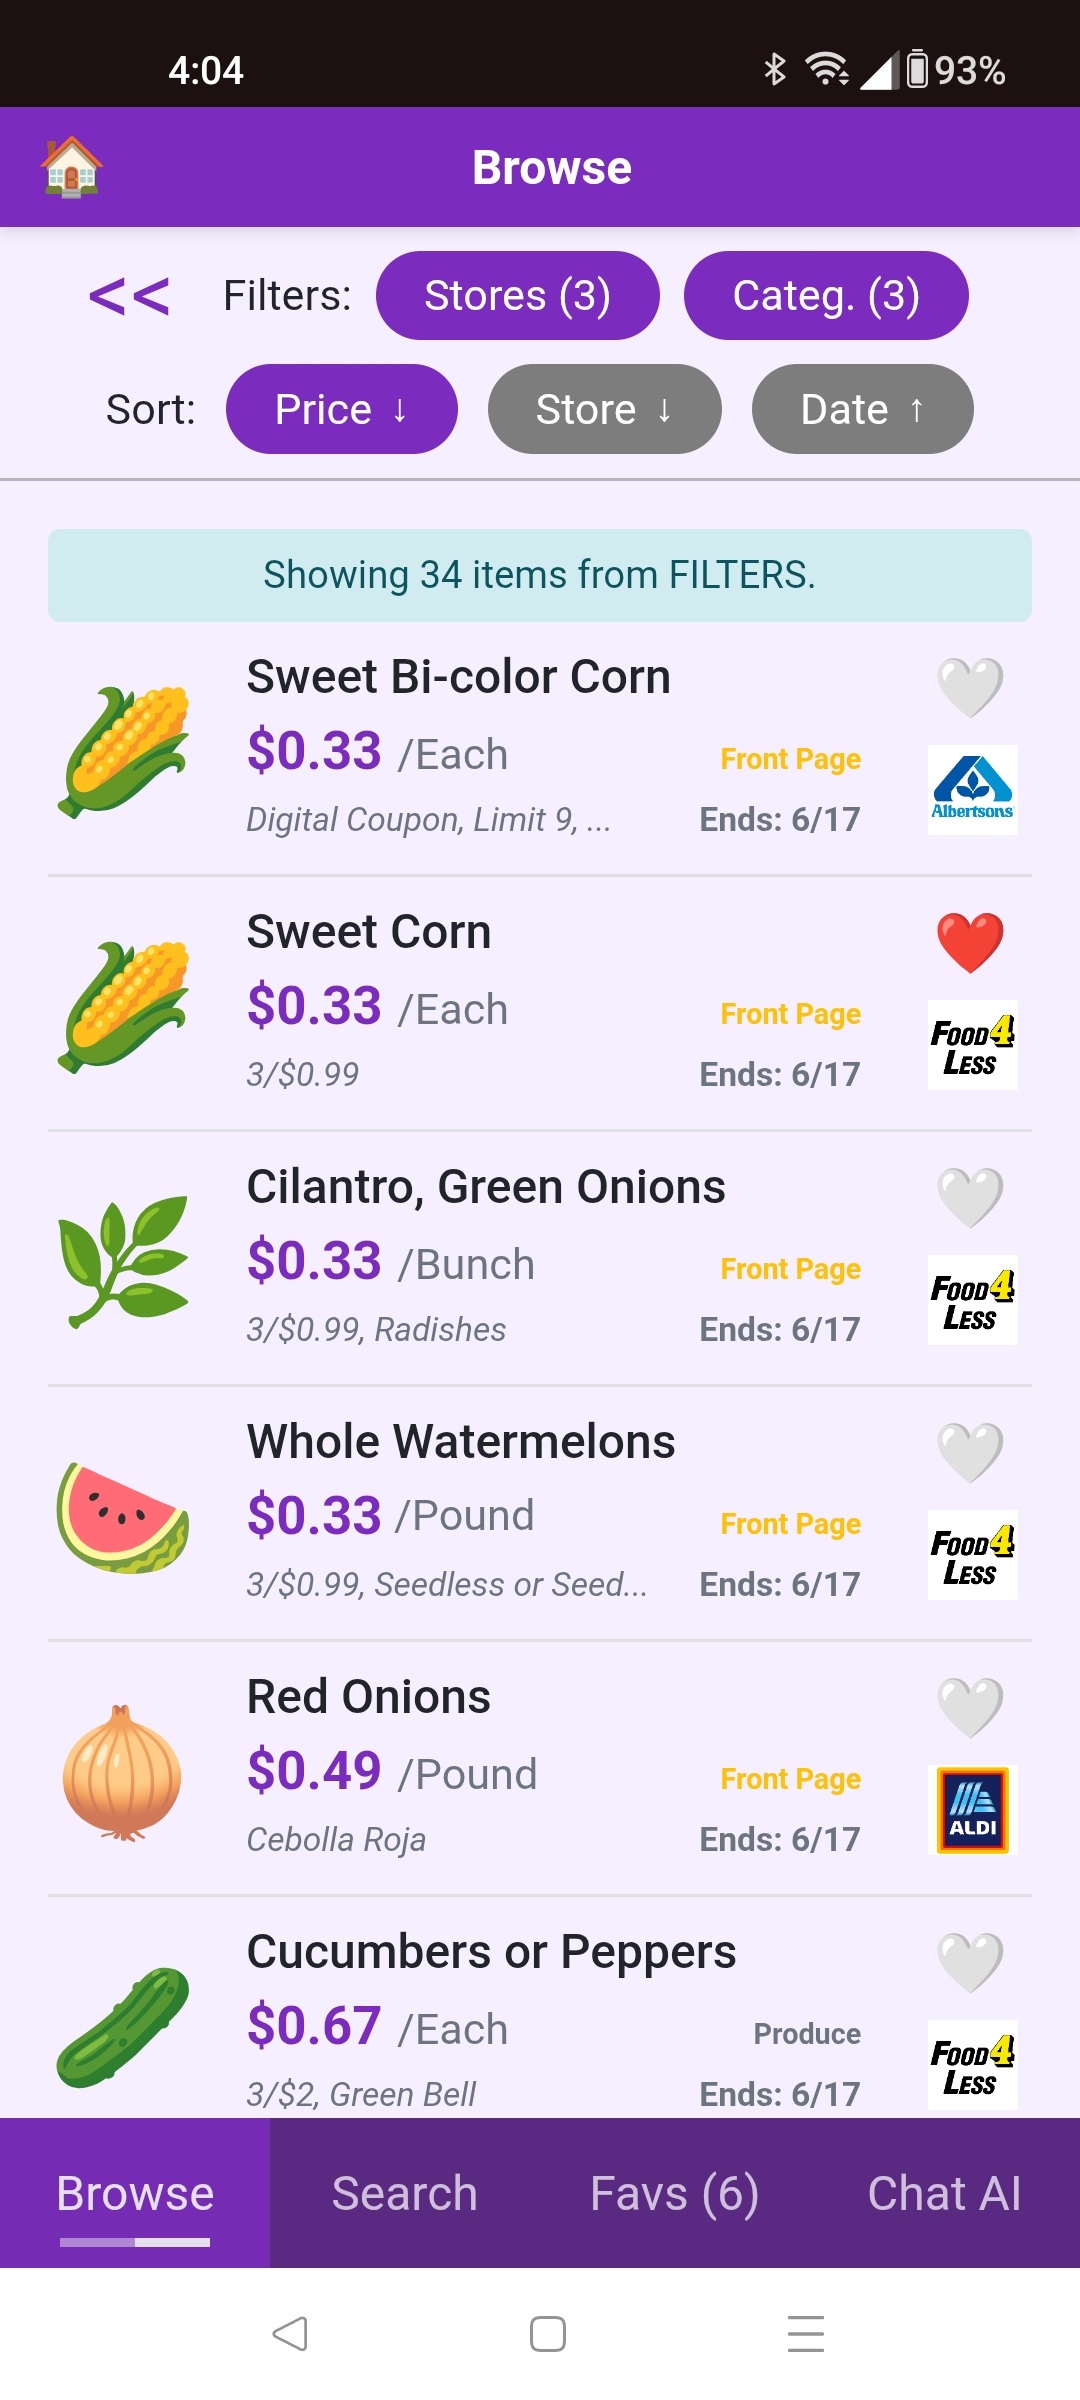 4:04 93%
Browse
<< Filters: Stores (3) Categ. (3)
Sort: Price ↓ Store ↓ Date ↑
Showing 34 items from FILTERS.
Sweet Bi-color Corn
$0.33 /Each Front Page
Digital Coupon, Limit 9, ... Ends: 6/17
Albertsons
Sweet Corn
$0.33 /Each Front Page
3/$0.99 Ends: 6/17
FOOD 4 LESS
Cilantro, Green Onions
$0.33 /Bunch Front Page
3/$0.99, Radishes Ends: 6/17
FOOD 4 LESS
Whole Watermelons
$0.33 /Pound Front Page
3/$0.99, Seedless or Seed... Ends: 6/17
FOOD 4 LESS
Red Onions
$0.49 /Pound Front Page
Cebolla Roja Ends: 6/17
ALDI
Cucumbers or Peppers
$0.67 /Each Produce
3/$2, Green Bell Ends: 6/17
FOOD 4 LESS
Browse Search Favs (6) Chat AI